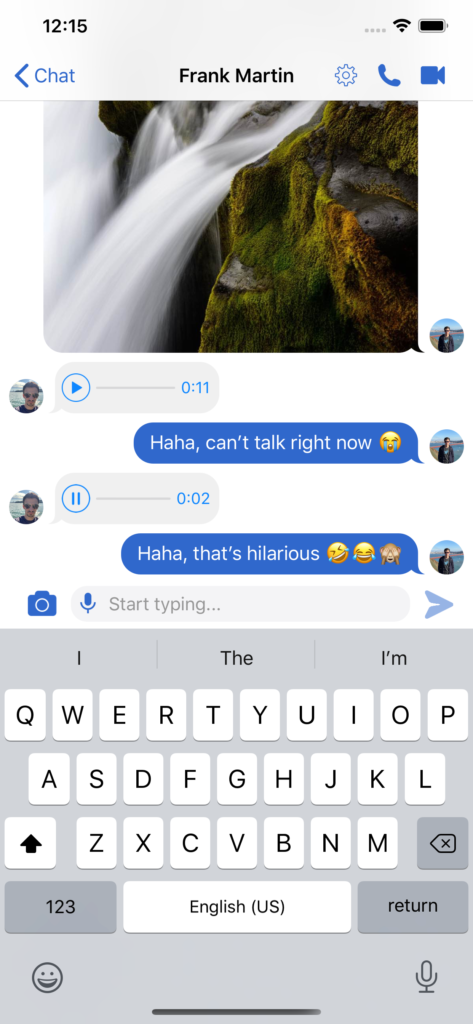 12:15
Chat
Frank Martin
0:11
Haha, can’t talk right now 😭
0:02
Haha, that’s hilarious 🤣😂🙈
Start typing...
I The I’m
Q W E R T Y U I O P
A S D F G H J K L
Z X C V B N M
123 English (US) return